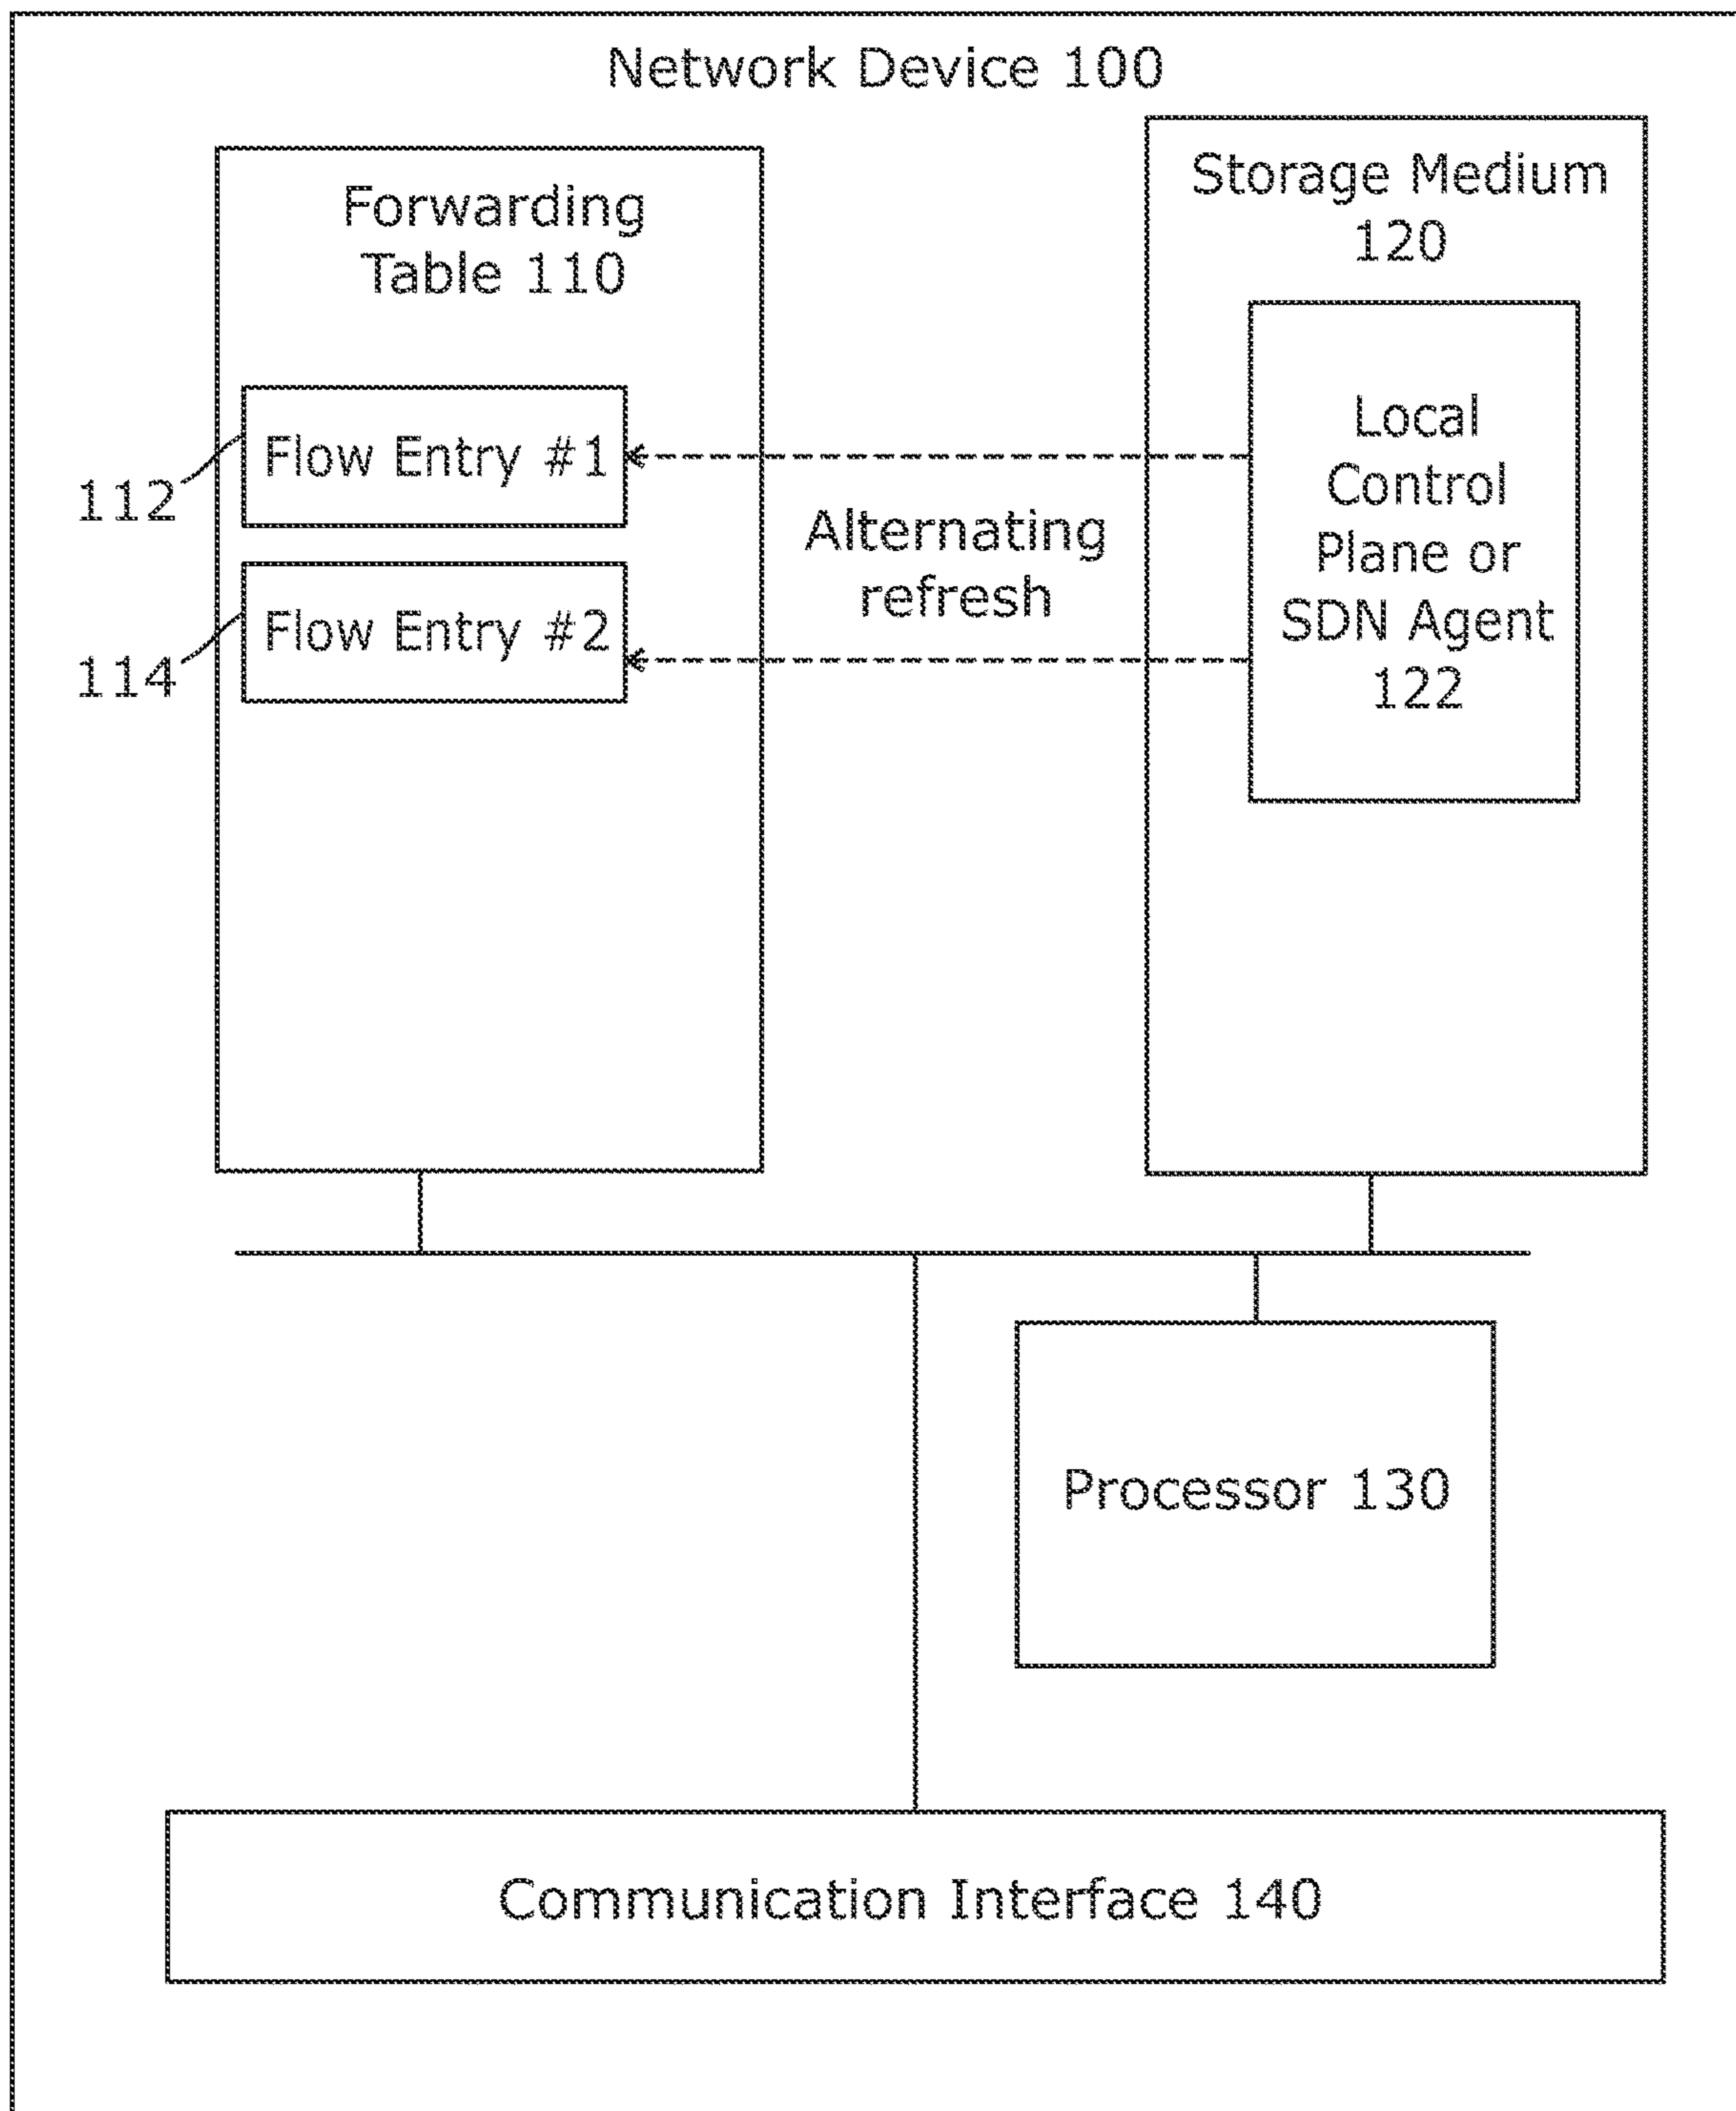 Network Device 100
Forwarding
Table 110
Flow Entry #1
112
Flow Entry #2
114
Alternating
refresh
Storage Medium
120
Local
Control
Plane or
SDN Agent
122
Processor 130
Communication Interface 140